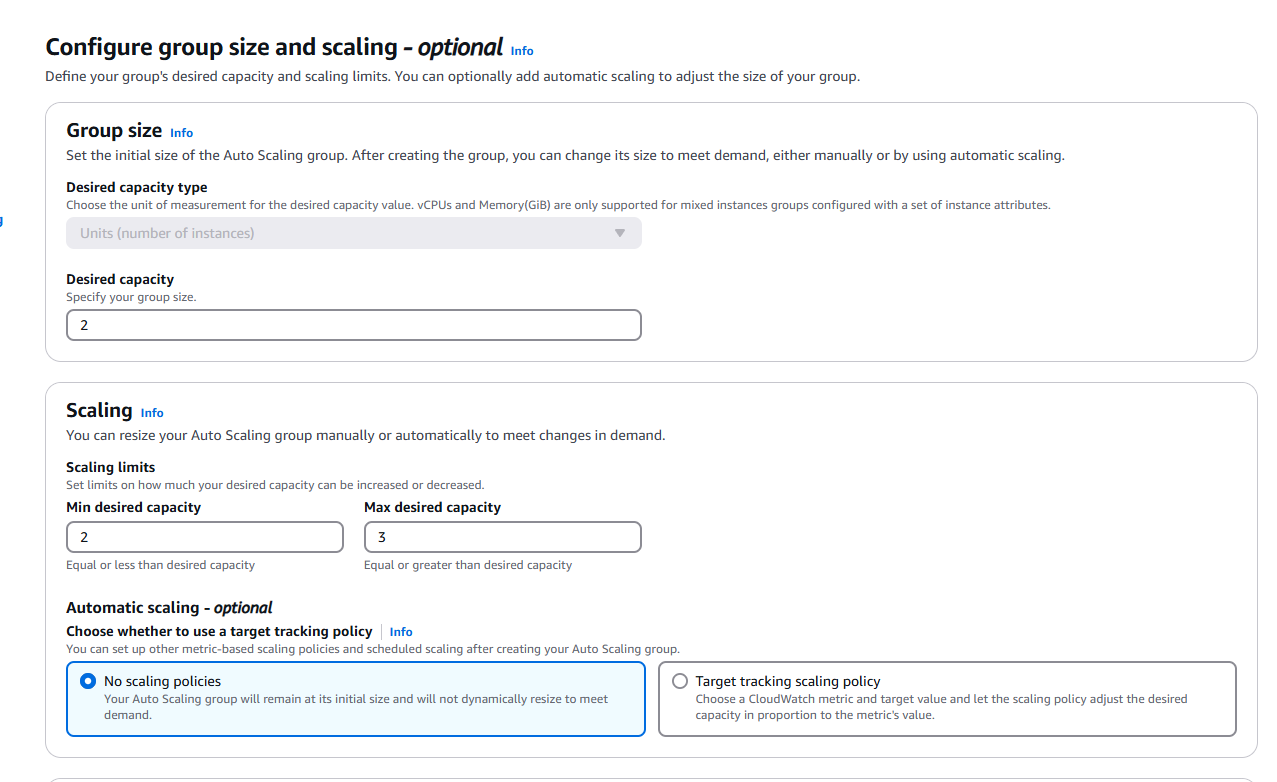 Configure group size and scaling - optional Info
Define your group's desired capacity and scaling limits. You can optionally add automatic scaling to adjust the size of your group.
Group size Info
Set the initial size of the Auto Scaling group. After creating the group, you can change its size to meet demand, either manually or by using automatic scaling.
Desired capacity type
Choose the unit of measurement for the desired capacity value. vCPUs and Memory(GiB) are only supported for mixed instances groups configured with a set of instance attributes.
Units (number of instances)
Desired capacity
Specify your group size.
2
Scaling Info
You can resize your Auto Scaling group manually or automatically to meet changes in demand.
Scaling limits
Set limits on how much your desired capacity can be increased or decreased.
Min desired capacity Max desired capacity
2 3
Equal or less than desired capacity Equal or greater than desired capacity
Automatic scaling - optional
Choose whether to use a target tracking policy Info
You can set up other metric-based scaling policies and scheduled scaling after creating your Auto Scaling group.
No scaling policies
Your Auto Scaling group will remain at its initial size and will not dynamically resize to meet
demand.
Target tracking scaling policy
Choose a CloudWatch metric and target value and let the scaling policy adjust the desired
capacity in proportion to the metric's value.